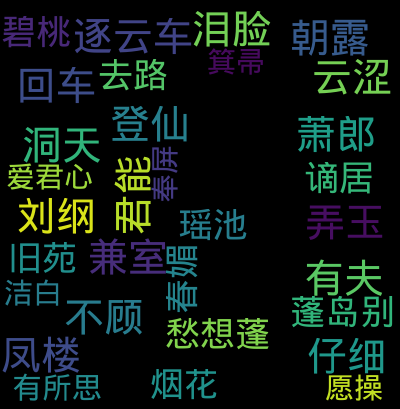 碧桃
逐云车
泪脸
朝露
箕帚
回车
去路
云涩
登仙
萧郎
洞天
爱君心
君能
奉屏
谪居
刘纲
瑶池
弄玉
旧苑
兼室
春媚
有夫
洁白
不顾
蓬岛别
愁想蓬
凤楼
仔细
有所思
烟花
愿操